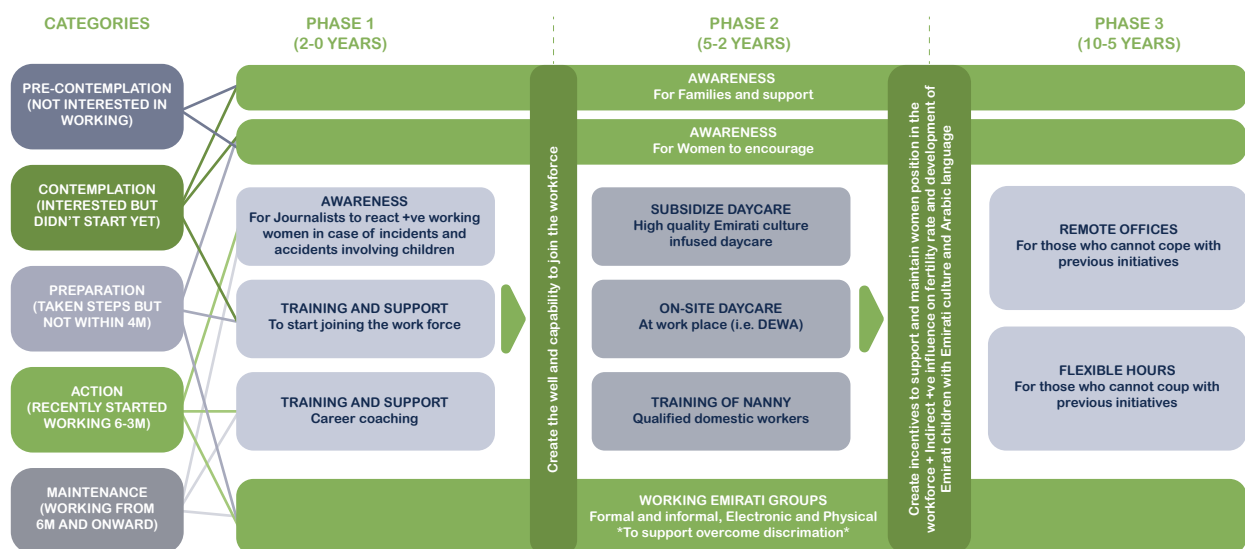 CATEGORIES
PHASE 1
(2-0 YEARS)
PHASE 2
(5-2 YEARS)
PHASE 3
(10-5 YEARS)
PRE-CONTEMPLATION
(NOT INTERESTED IN
WORKING)
CONTEMPLATION
(INTERESTED BUT
DIDN'T START YET)
PREPARATION
(TAKEN STEPS BUT
NOT WITHIN 4M)
ACTION
(RECENTLY STARTED
WORKING 6-3M)
MAINTENANCE
(WORKING FROM
6M AND ONWARD)
AWARENESS
For Families and support
AWARENESS
For Women to encourage
AWARENESS
For Journalists to react +ve working
women in case of incidents and
accidents involving children
TRAINING AND SUPPORT
To start joining the work force
TRAINING AND SUPPORT
Career coaching
Create the well and capability to join the workforce
SUBSIDIZE DAYCARE
High quality Emirati culture
infused daycare
ON-SITE DAYCARE
At work place (i.e. DEWA)
TRAINING OF NANNY
Qualified domestic workers
Create incentives to support and maintain women position in the
workforce + Indirect +ve influence on fertility rate and development of
Emirati children with Emirati culture and Arabic language
REMOTE OFFICES
For those who cannot cope with
previous initiatives
FLEXIBLE HOURS
For those who cannot coup with
previous initiatives
WORKING EMIRATI GROUPS
Formal and informal, Electronic and Physical
*To support overcome discrimation*